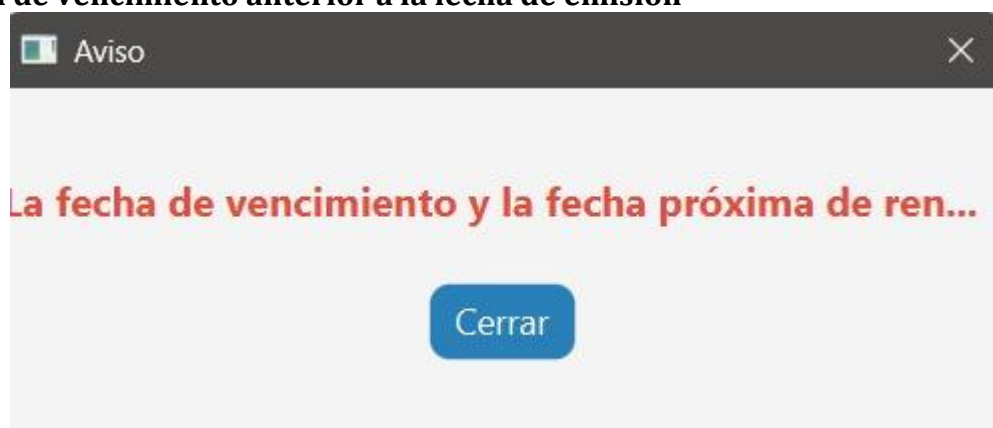 de vencimiento anterior a la fecha de emisión
Aviso
La fecha de vencimiento y la fecha próxima de ren...
Cerrar